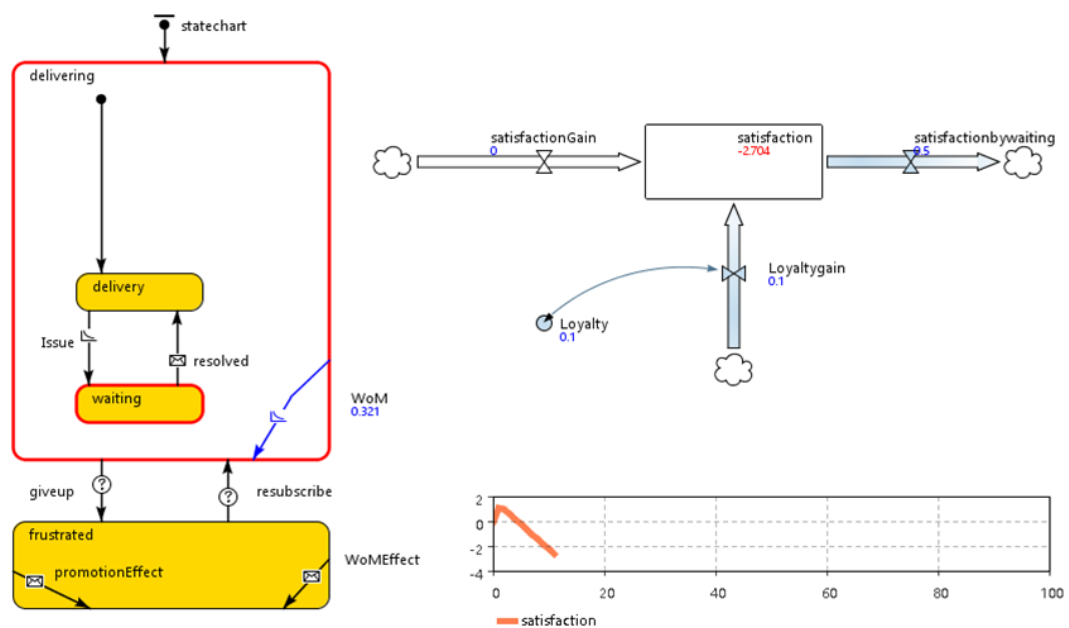 statechart
delivering
delivery
Issue
resolved
waiting
WoM
0.321
giveup
?
?
resubscribe
frustrated
promotionEffect
WoMEffect
satisfactionGain
0
satisfaction
-2.704
satisfactionbywaiting
0.5
Loyaltygain
0.1
Loyalty
0.1
2
0
-2
-4
0 20 40 60 80 100
satisfaction